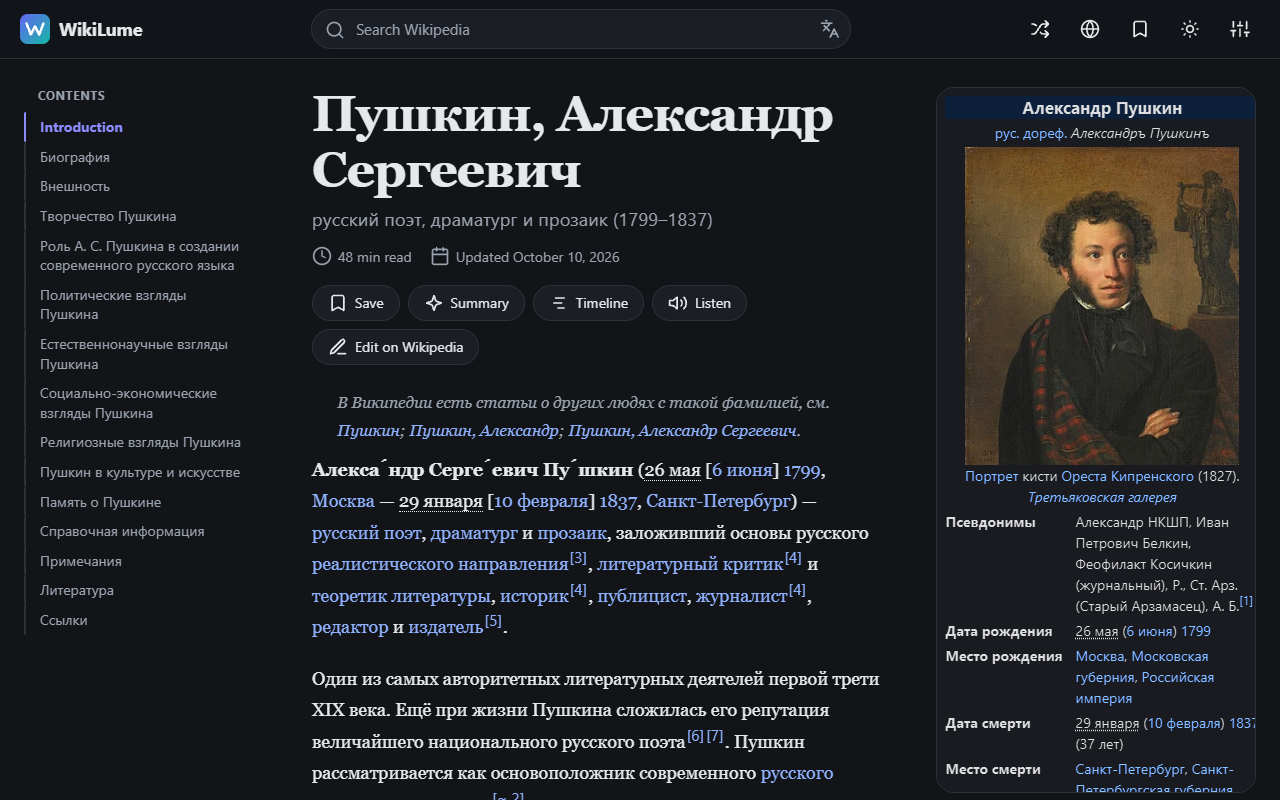 WikiLume
Search Wikipedia
CONTENTS
Introduction
Биография
Внешность
Творчество Пушкина
Роль А. С. Пушкина в создании
современного русского языка
Политические взгляды
Пушкина
Естественнонаучные взгляды
Пушкина
Социально-экономические
взгляды Пушкина
Религиозные взгляды Пушкина
Пушкин в культуре и искусстве
Память о Пушкине
Справочная информация
Примечания
Литература
Ссылки
Пушкин, Александр
Сергеевич
русский поэт, драматург и прозаик (1799–1837)
48 min read Updated October 10, 2026
Save Summary Timeline Listen
Edit on Wikipedia
В Википедии есть статьи о других людях с такой фамилией, см.
Пушкин; Пушкин, Александр; Пушкин, Александр Сергеевич.
Алекса́ндр Серге́евич Пу́шкин (26 мая [6 июня] 1799,
Москва — 29 января [10 февраля] 1837, Санкт-Петербург) —
русский поэт, драматург и прозаик, заложивший основы русского
реалистического направления[3], литературный критик[4] и
теоретик литературы, историк[4], публицист, журналист[4],
редактор и издатель[5].
Один из самых авторитетных литературных деятелей первой трети
XIX века. Ещё при жизни Пушкина сложилась его репутация
величайшего национального русского поэта[6][7]. Пушкин
рассматривается как основоположник современного русского
[~ 2]
Александр Пушкин
рус. дореф. Александръ Пушкинъ
Портрет кисти Ореста Кипренского (1827).
Третьяковская галерея
Псевдонимы Александр НКШП, Иван
Петрович Белкин,
Феофилакт Косичкин
(журнальный), P., Ст. Арз.
(Старый Арзамасец), А. Б.[1]
Дата рождения 26 мая (6 июня) 1799
Место рождения Москва, Московская
губерния, Российская
империя
Дата смерти 29 января (10 февраля) 1837
(37 лет)
Место смерти Санкт-Петербург, Санкт-
Петербургская губерния